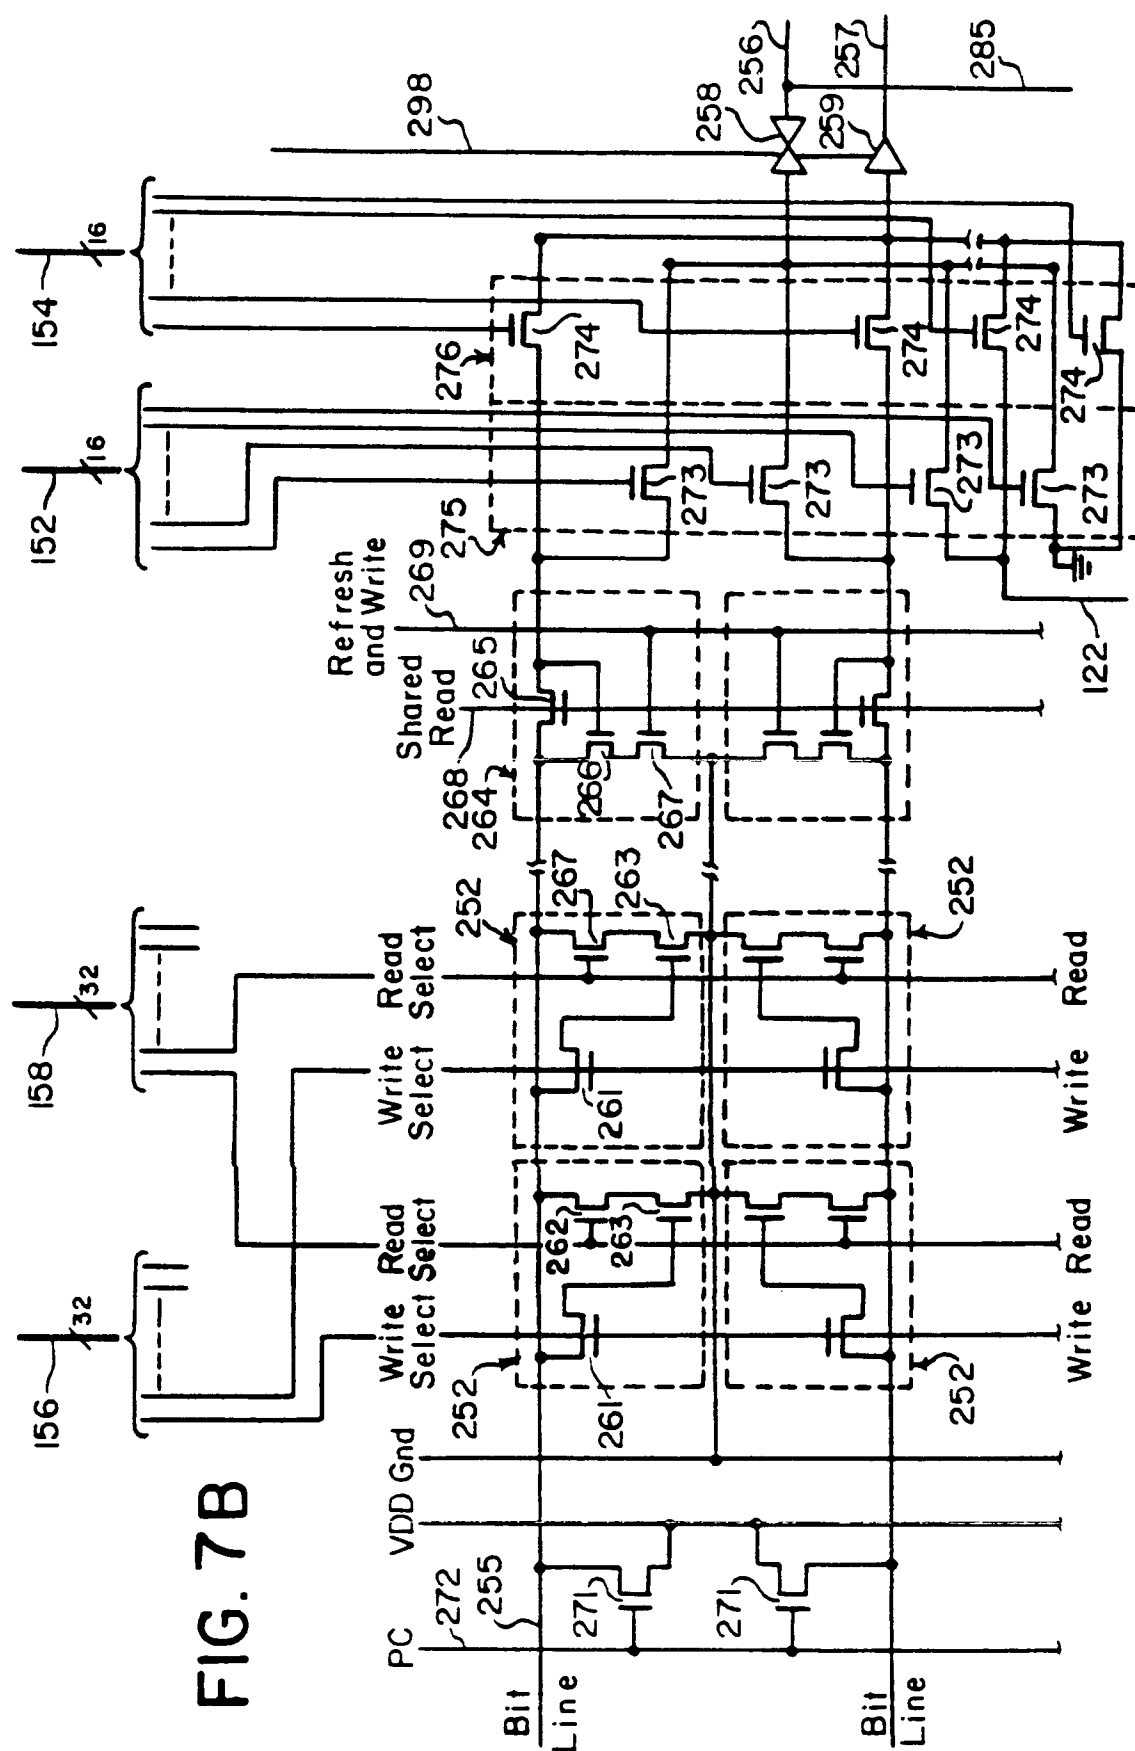 FIG. 7B
156
32
158
32
152
16
154
16
298
PC
VDD
Gnd
Write
Select
Read
Select
Write
Select
Read
Select
Shared
Read
Refresh
and Write
272
255
252
252
268
264
265
269
275
276
Bit
Line
271
261
262
263
261
267
263
266
267
273
274
258
256
271
273
274
259
257
273
274
285
252
252
273
274
Bit
Line
Write
Read
Write
Read
122